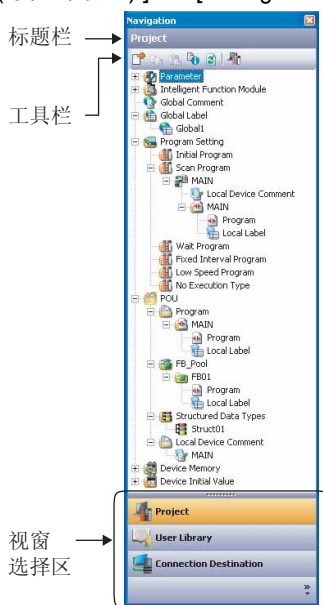 Navigation
标题栏
Project
工具栏
Parameter
Intelligent Function Module
Global Comment
Global Label
Global1
Program Setting
Initial Program
Scan Program
MAIN
Local Device Comment
MAIN
Program
Local Label
Wait Program
Fixed Interval Program
Low Speed Program
No Execution Type
POU
Program
MAIN
Program
Local Label
FB_Pool
FB01
Program
Local Label
Structured Data Types
Struct01
Local Device Comment
MAIN
Device Memory
Device Initial Value
视窗
选择区
Project
User Library
Connection Destination